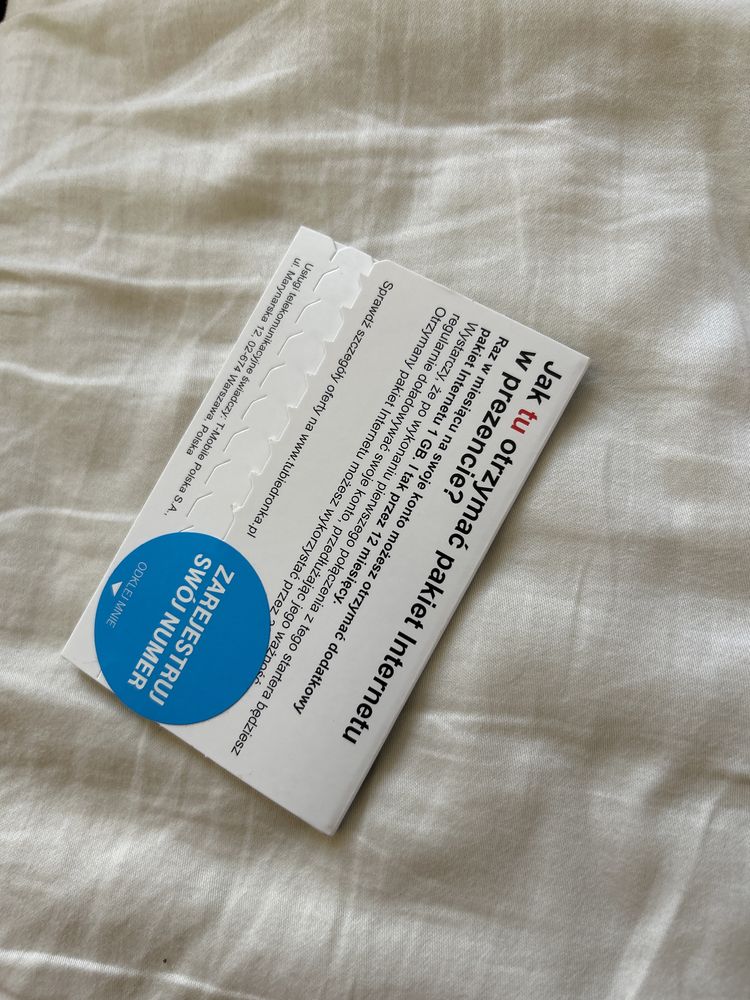 Jak tu otrzymać pakiet Internetu
w prezencie?
Raz w miesiącu na swoje konto możesz otrzymać dodatkowy
pakiet Internetu 1 GB. I tak przez 12 miesięcy.
Wystarczy, że po wykonaniu pierwszego połączenia z tego startera będziesz
regularnie doładowywać swoje konto, przedłużając jego ważność.
Otrzymany pakiet Internetu możesz wykorzystać przez
Sprawdź szczegóły oferty na www.tubiedronka.pl
Usługi telekomunikacyjne świadczy: T-Mobile Polska S.A.,
ul. Marynarska 12, 02-674 Warszawa, Polska
ZAREJESTRUJ
SWÓJ NUMER
ODKLEJ MNIE